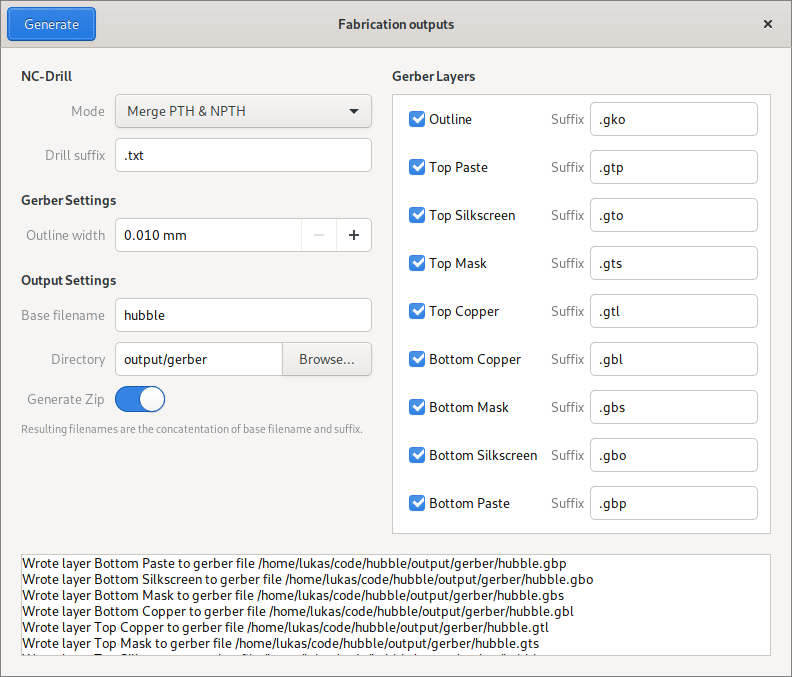 Generate
Fabrication outputs
NC-Drill
Mode
Merge PTH & NPTH
Drill suffix
.txt
Gerber Settings
Outline width
0.010 mm
Output Settings
Base filename
hubble
Directory
output/gerber
Browse...
Generate Zip
Resulting filenames are the concatentation of base filename and suffix.
Gerber Layers
Outline Suffix .gko
Top Paste Suffix .gtp
Top Silkscreen Suffix .gto
Top Mask Suffix .gts
Top Copper Suffix .gtl
Bottom Copper Suffix .gbl
Bottom Mask Suffix .gbs
Bottom Silkscreen Suffix .gbo
Bottom Paste Suffix .gbp
Wrote layer Bottom Paste to gerber file /home/lukas/code/hubble/output/gerber/hubble.gbp
Wrote layer Bottom Silkscreen to gerber file /home/lukas/code/hubble/output/gerber/hubble.gbo
Wrote layer Bottom Mask to gerber file /home/lukas/code/hubble/output/gerber/hubble.gbs
Wrote layer Bottom Copper to gerber file /home/lukas/code/hubble/output/gerber/hubble.gbl
Wrote layer Top Copper to gerber file /home/lukas/code/hubble/output/gerber/hubble.gtl
Wrote layer Top Mask to gerber file /home/lukas/code/hubble/output/gerber/hubble.gts